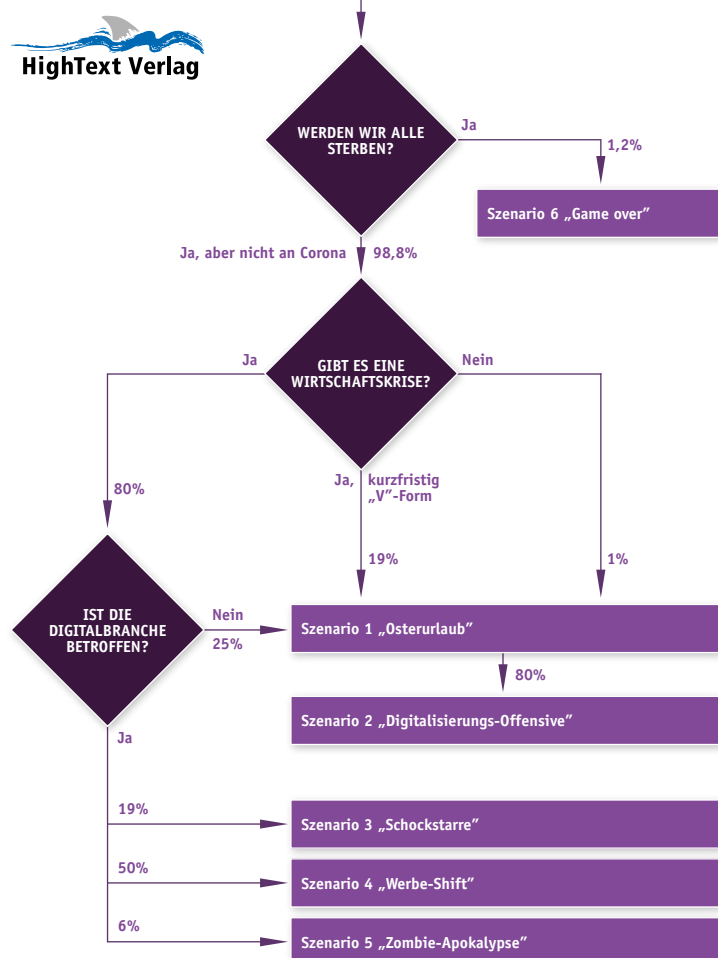 HighText Verlag
WERDEN WIR ALLE
STERBEN?
Ja
1,2%
Szenario 6 „Game over”
Ja, aber nicht an Corona
98,8%
GIBT ES EINE
WIRTSCHAFTSKRISE?
Ja
Nein
Ja, kurzfristig
„V”-Form
80%
19%
1%
IST DIE
DIGITALBRANCHE
BETROFFEN?
Nein
25%
Szenario 1 „Osterurlaub”
80%
Szenario 2 „Digitalisierungs-Offensive”
Ja
19%
Szenario 3 „Schockstarre”
50%
Szenario 4 „Werbe-Shift”
6%
Szenario 5 „Zombie-Apokalypse”